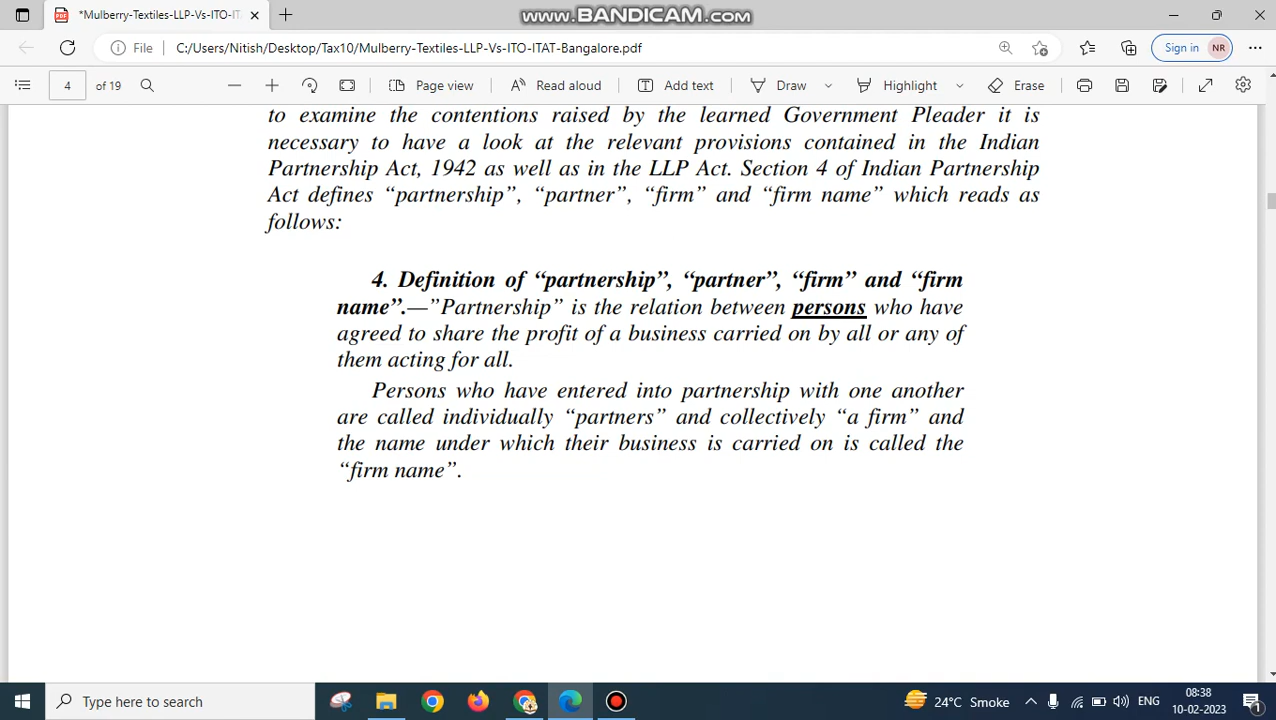 *Mulberry-Textiles-LLP-Vs-ITO-IT
www.BANDICAM.com
File C:/Users/Nitish/Desktop/Tax10/Mulberry-Textiles-LLP-Vs-ITO-ITAT-Bangalore.pdf Sign in NR
4 of 19 Page view Read aloud Add text Draw Highlight Erase
to examine the contentions raised by the learned Government Pleader it is
necessary to have a look at the relevant provisions contained in the Indian
Partnership Act, 1942 as well as in the LLP Act. Section 4 of Indian Partnership
Act defines “partnership”, “partner”, “firm” and “firm name” which reads as
follows:
4. Definition of “partnership”, “partner”, “firm” and “firm
name”.—”Partnership” is the relation between persons who have
agreed to share the profit of a business carried on by all or any of
them acting for all.
Persons who have entered into partnership with one another
are called individually “partners” and collectively “a firm” and
the name under which their business is carried on is called the
“firm name”.
Type here to search 24°C Smoke ENG 08:38
10-02-2023 1